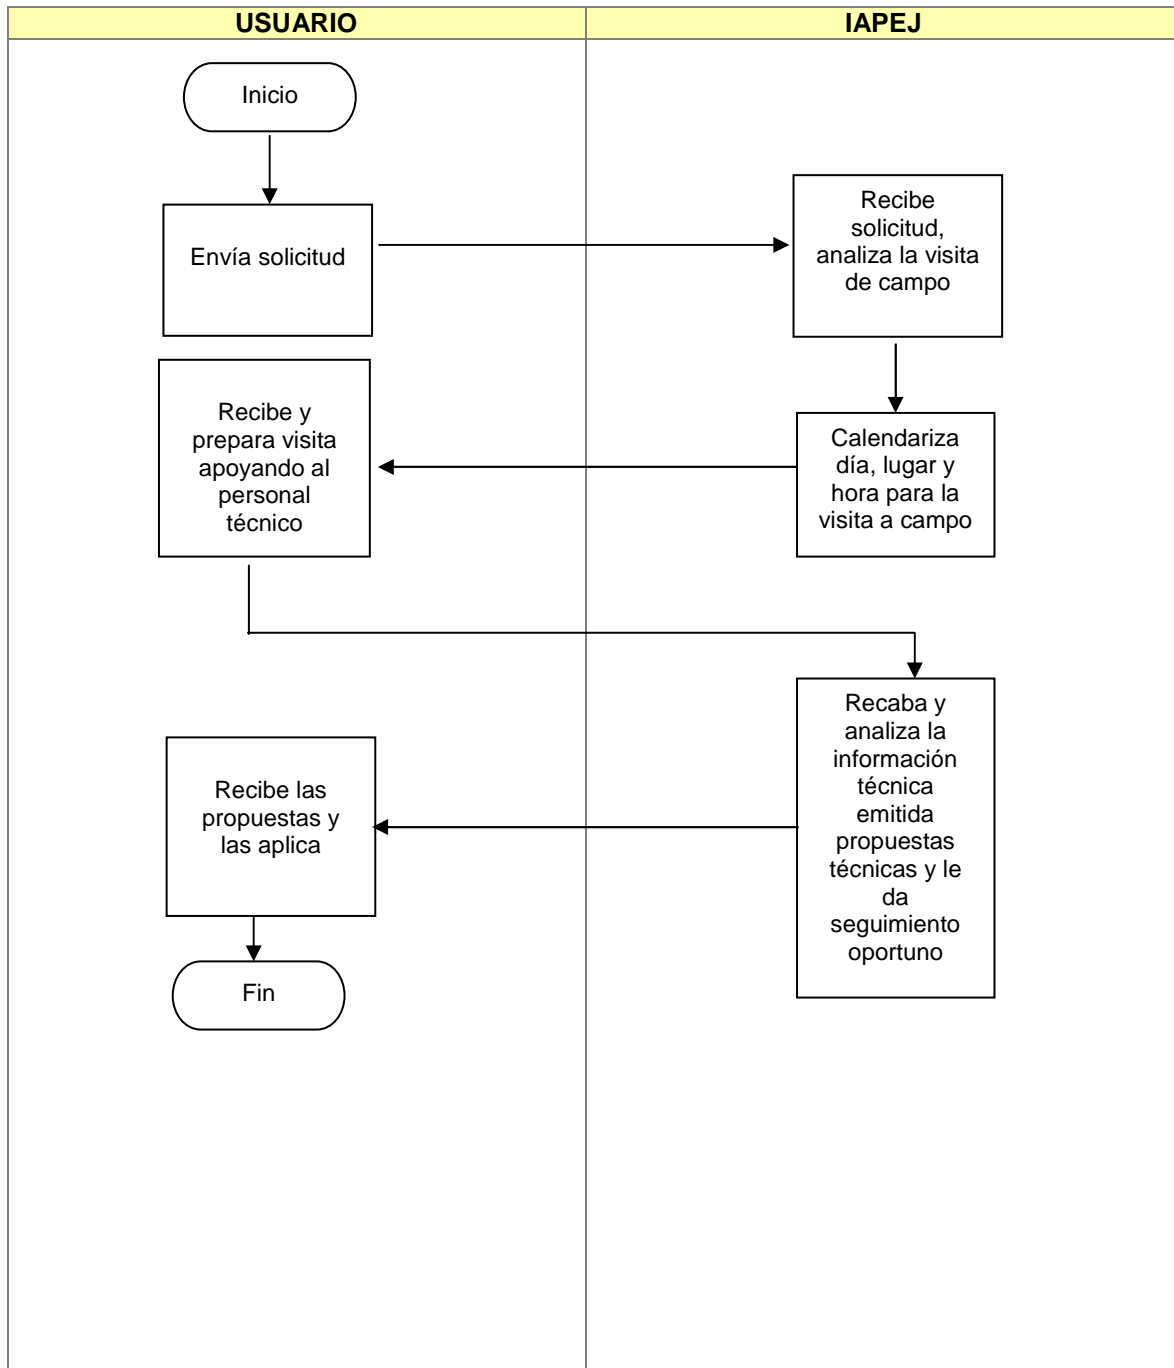 USUARIO
IAPEJ
Inicio
Envía solicitud
Recibe
solicitud,
analiza la visita
de campo
Calendariza
día, lugar y
hora para la
visita a campo
Recibe y
prepara visita
apoyando al
personal
técnico
Recaba y
analiza la
información
técnica
emitida
propuestas
técnicas y le
da
seguimiento
oportuno
Recibe las
propuestas y
las aplica
Fin